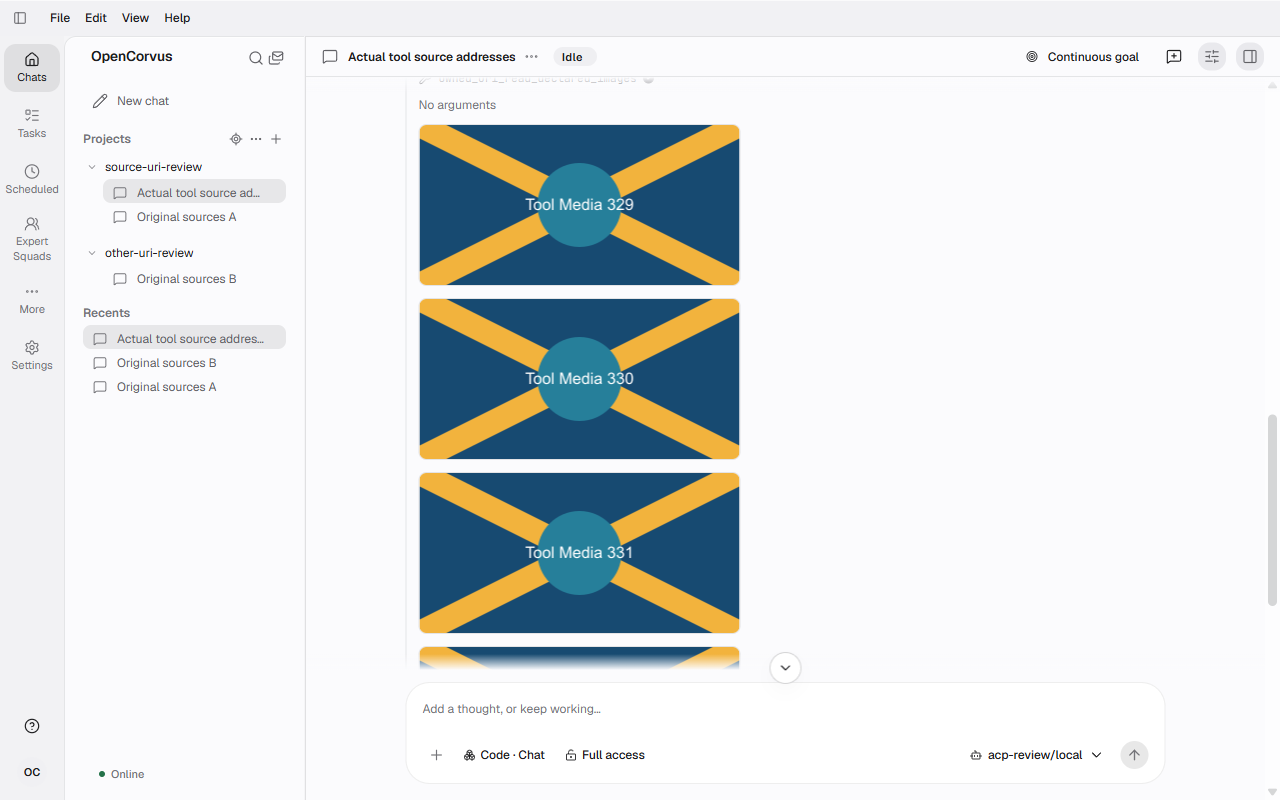 File Edit View Help
OpenCorvus
Actual tool source addresses
Idle
Continuous goal
Chats
Tasks
Scheduled
Expert
Squads
More
Settings
OC
New chat
Projects
source-uri-review
Actual tool source ad...
Original sources A
other-uri-review
Original sources B
Recents
Actual tool source addres...
Original sources B
Original sources A
Online
No arguments
Tool Media 329
Tool Media 330
Tool Media 331
Add a thought, or keep working...
Code · Chat
Full access
acp-review/local